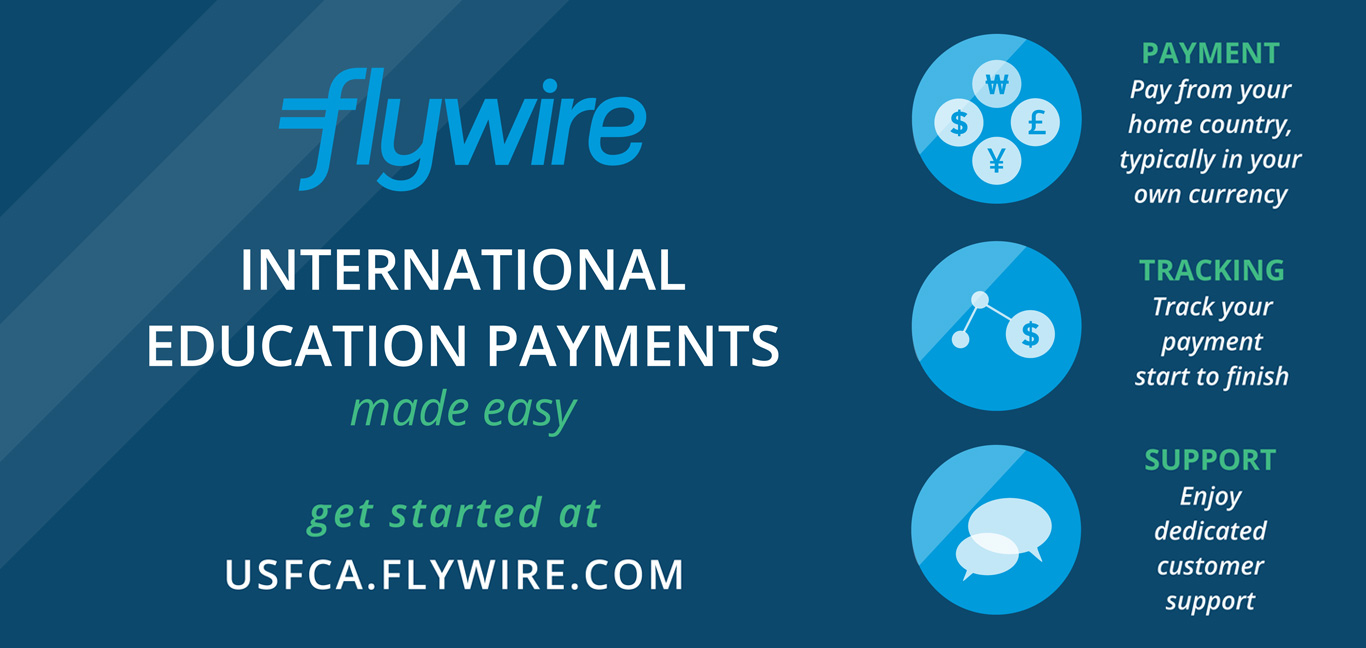 flywire
INTERNATIONAL
EDUCATION PAYMENTS
made easy
get started at
USFCA.FLYWIRE.COM
₩
$ £
¥
PAYMENT
Pay from your
home country,
typically in your
own currency
$
TRACKING
Track your
payment
start to finish
SUPPORT
Enjoy
dedicated
customer
support